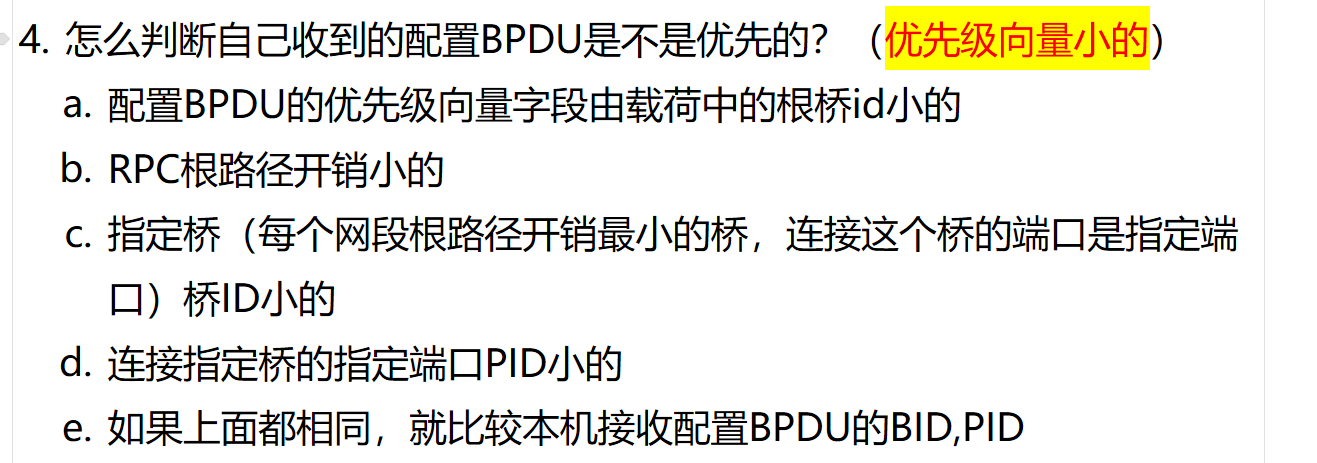 4. 怎么判断自己收到的配置BPDU是不是优先的？（优先级向量小的）
a. 配置BPDU的优先级向量字段由载荷中的根桥id小的
b. RPC根路径开销小的
c. 指定桥（每个网段根路径开销最小的桥，连接这个桥的端口是指定端
口）桥ID小的
d. 连接指定桥的指定端口PID小的
e. 如果上面都相同，就比较本机接收配置BPDU的BID,PID